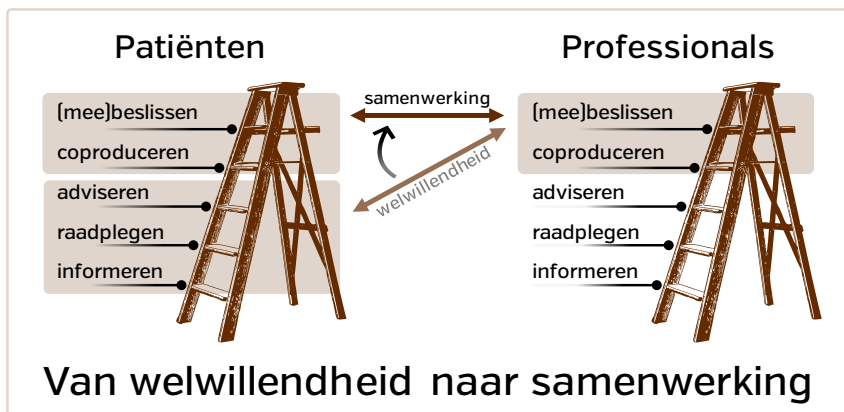 Patiënten
(mee)beslissen
coproduceren
adviseren
raadplegen
informeren
samenwerking
welwillendheid
Professionals
(mee)beslissen
coproduceren
adviseren
raadplegen
informeren
Van welwillendheid naar samenwerking